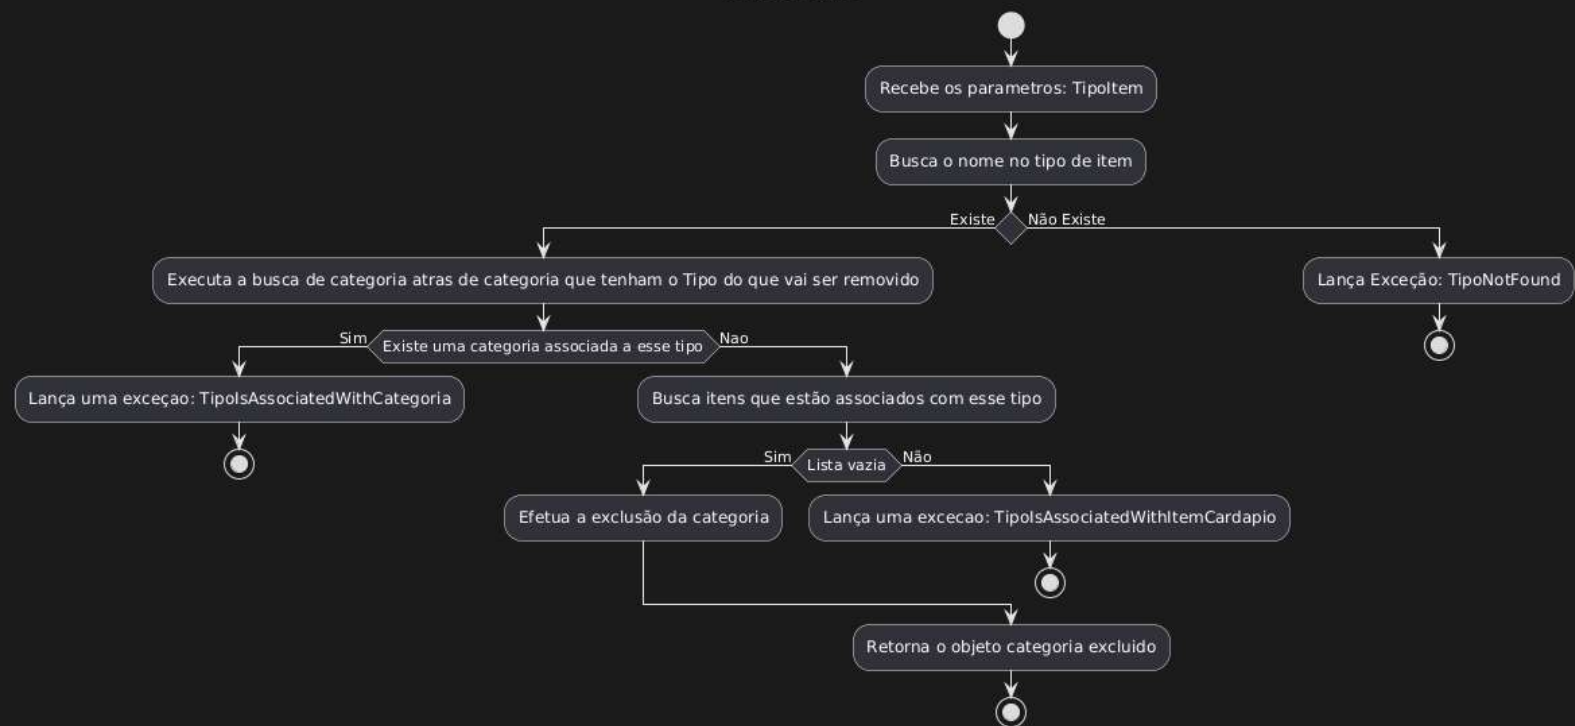 Recebe os parametros: TipoItem
Busca o nome no tipo de item
Existe
Não Existe
Executa a busca de categoria atras de categoria que tenham o Tipo do que vai ser removido
Lança Exceção: TipoNotFound
Sim
Existe uma categoria associada a esse tipo
Nao
Lança uma exceçao: TipoIsAssociatedWithCategoria
Busca itens que estão associados com esse tipo
Sim
Lista vazia
Não
Efetua a exclusão da categoria
Lança uma excecao: TipoIsAssociatedWithItemCardapio
Retorna o objeto categoria excluido